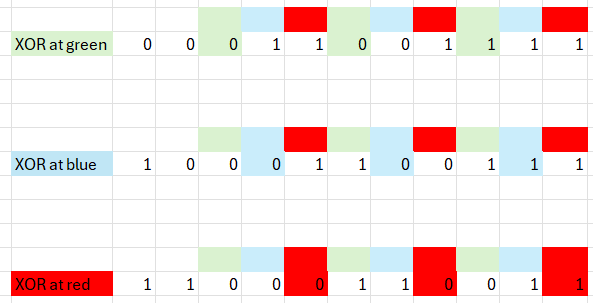 XOR at green 0 0 0 1 1 0 0 1 1 1 1
XOR at blue 1 0 0 0 1 1 0 0 1 1 1
XOR at red 1 1 0 0 0 1 1 0 0 1 1